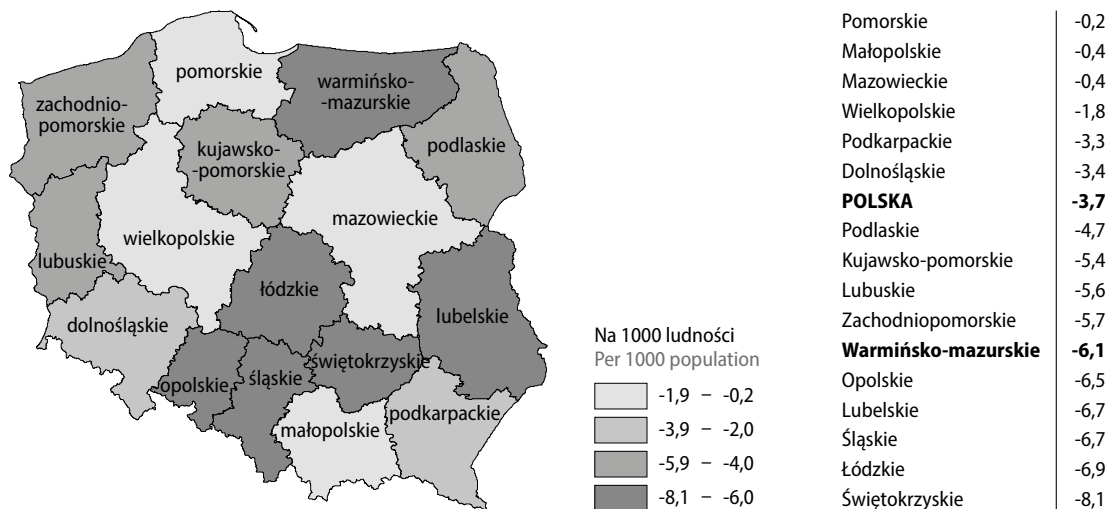 pomorskie
warmińsko-
-mazurskie
zachodnio-
pomorskie
kujawsko-
-pomorskie
podlaskie
mazowieckie
wielkopolskie
lubuskie
łódzkie
lubelskie
dolnośląskie
świętokrzyskie
opolskie
śląskie
podkarpackie
małopolskie
Na 1000 ludności
Per 1000 population
-1,9 – -0,2
-3,9 – -2,0
-5,9 – -4,0
-8,1 – -6,0
Pomorskie -0,2
Małopolskie -0,4
Mazowieckie -0,4
Wielkopolskie -1,8
Podkarpackie -3,3
Dolnośląskie -3,4
POLSKA -3,7
Podlaskie -4,7
Kujawsko-pomorskie -5,4
Lubuskie -5,6
Zachodniopomorskie -5,7
Warmińsko-mazurskie -6,1
Opolskie -6,5
Lubelskie -6,7
Śląskie -6,7
Łódzkie -6,9
Świętokrzyskie -8,1